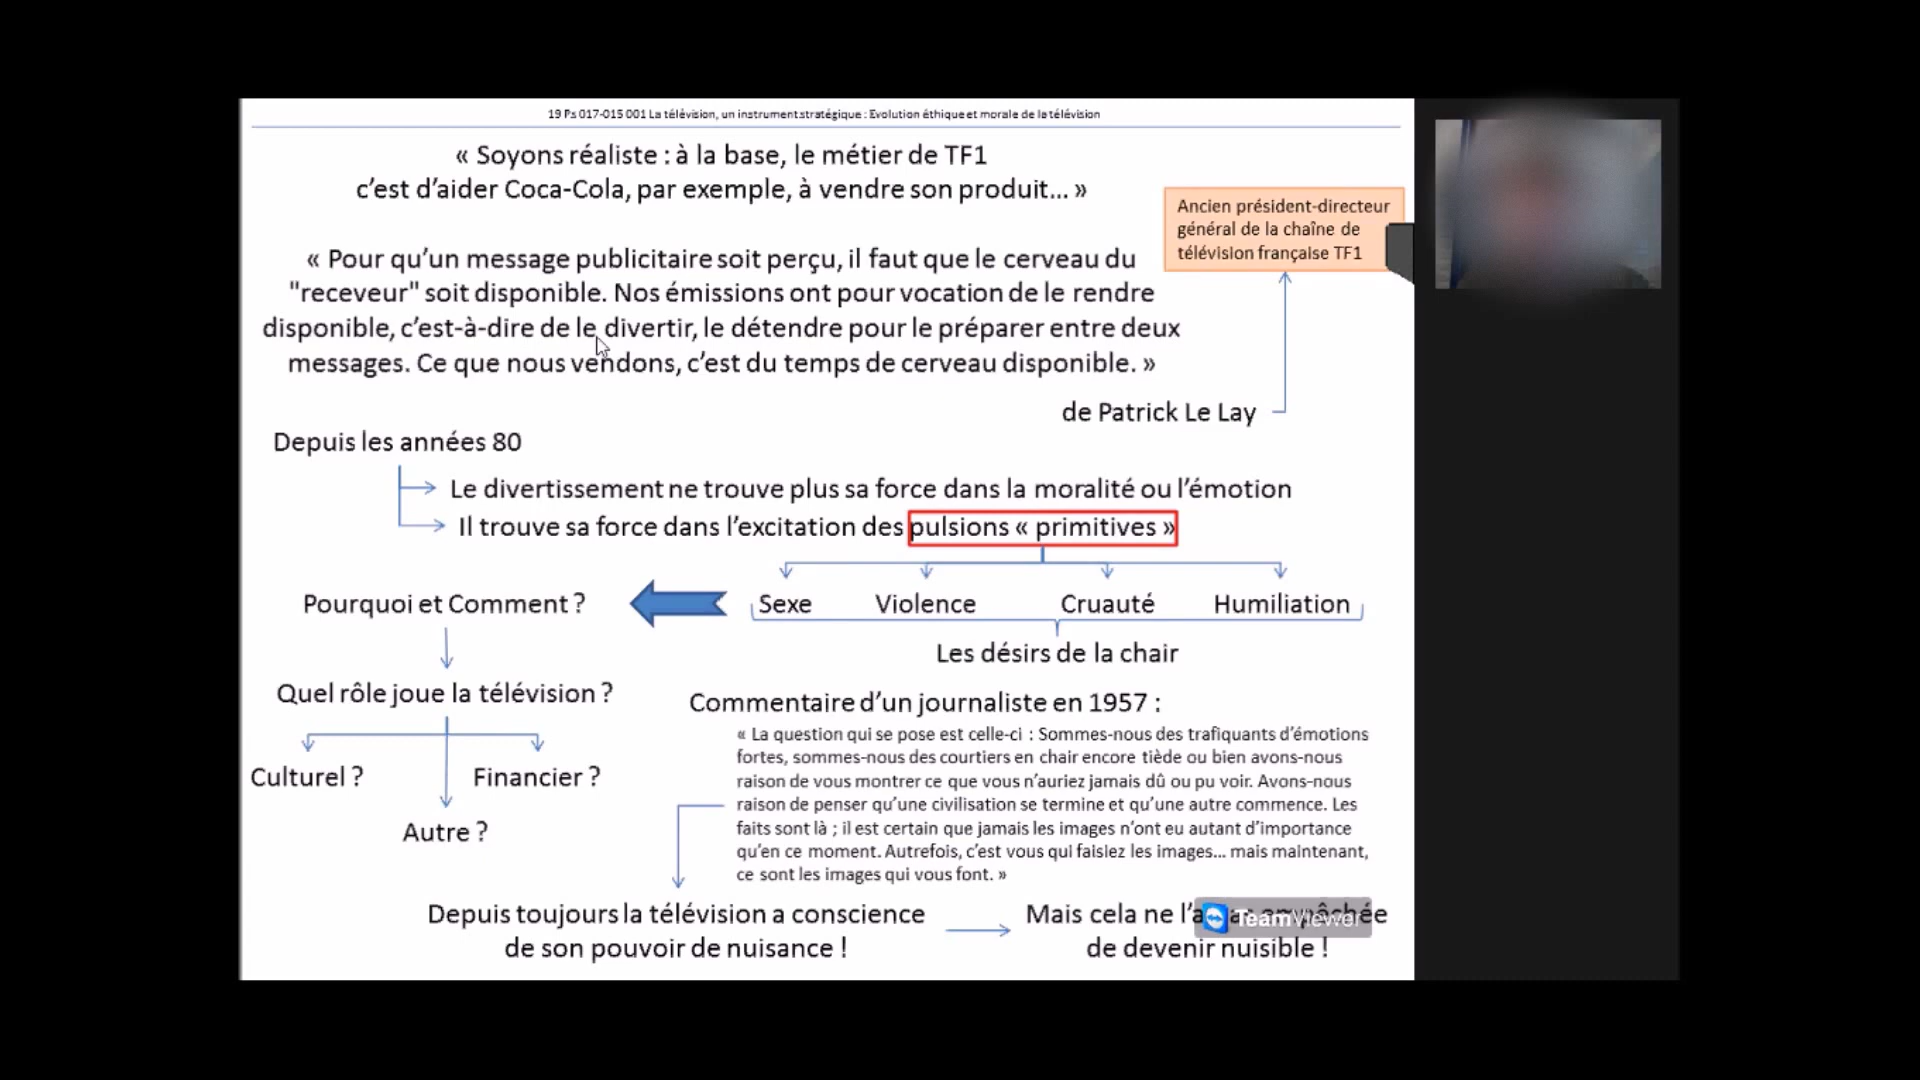 19 Ps 017-015 001 La télévision, un instrument stratégique : Evolution éthique et morale de la télévision
« Soyons réaliste : à la base, le métier de TF1
c’est d’aider Coca-Cola, par exemple, à vendre son produit... »
Ancien président-directeur
général de la chaîne de
télévision française TF1
« Pour qu’un message publicitaire soit perçu, il faut que le cerveau du
"receveur" soit disponible. Nos émissions ont pour vocation de le rendre
disponible, c’est-à-dire de le divertir, le détendre pour le préparer entre deux
messages. Ce que nous vendons, c’est du temps de cerveau disponible. »
de Patrick Le Lay
Depuis les années 80
Le divertissement ne trouve plus sa force dans la moralité ou l’émotion
Il trouve sa force dans l’excitation des pulsions « primitives »
Pourquoi et Comment ?
Sexe Violence Cruauté Humiliation
Les désirs de la chair
Quel rôle joue la télévision ?
Culturel ? Financier ?
Autre ?
Commentaire d’un journaliste en 1957 :
« La question qui se pose est celle-ci : Sommes-nous des trafiquants d’émotions
fortes, sommes-nous des courtiers en chair encore tiède ou bien avons-nous
raison de vous montrer ce que vous n’auriez jamais dû ou pu voir. Avons-nous
raison de penser qu’une civilisation se termine et qu’une autre commence. Les
faits sont là ; il est certain que jamais les images n’ont eu autant d’importance
qu’en ce moment. Autrefois, c’est vous qui faisiez les images... mais maintenant,
ce sont les images qui vous font. »
Depuis toujours la télévision a conscience
de son pouvoir de nuisance !
Mais cela ne l’a pas empêchée
de devenir nuisible !
TeamViewer